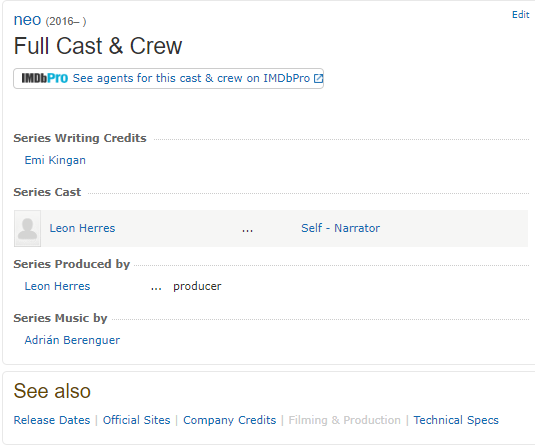 Edit
neo (2016– )
Full Cast & Crew
IMDbPro See agents for this cast & crew on IMDbPro
Series Writing Credits
Emi Kingan
Series Cast
Leon Herres ... Self - Narrator
Series Produced by
Leon Herres ... producer
Series Music by
Adrián Berenguer
See also
Release Dates | Official Sites | Company Credits | Filming & Production | Technical Specs